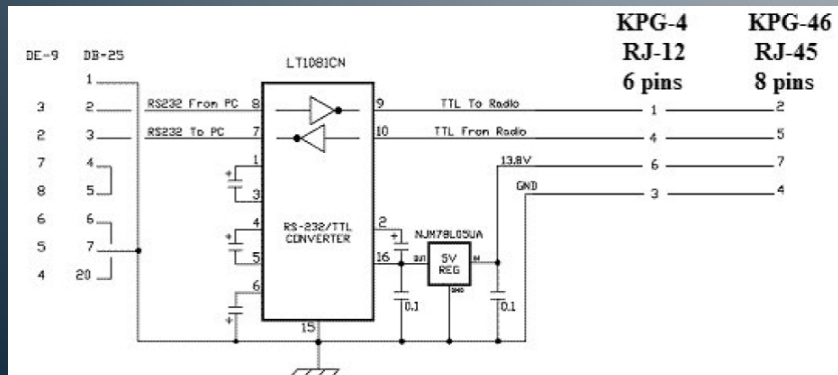 KPG-4 KPG-46
RJ-12 RJ-45
6 pins 8 pins
DE-9 DB-25
LT1081CN
1
3 2 RS232 From PC 8 9 TTL To Radio 1 2
2 3 RS232 To PC 7 10 TTL From Radio 4 5
7 4 1 13.8V 6 7
8 5 3 GND 3 4
6 6 4 2 NJM78L05UA
RS-232/TTL
CONVERTER
5 7 5 16 OUT 5V IN
REG
GND
4 20 6
0.1 0.1
15